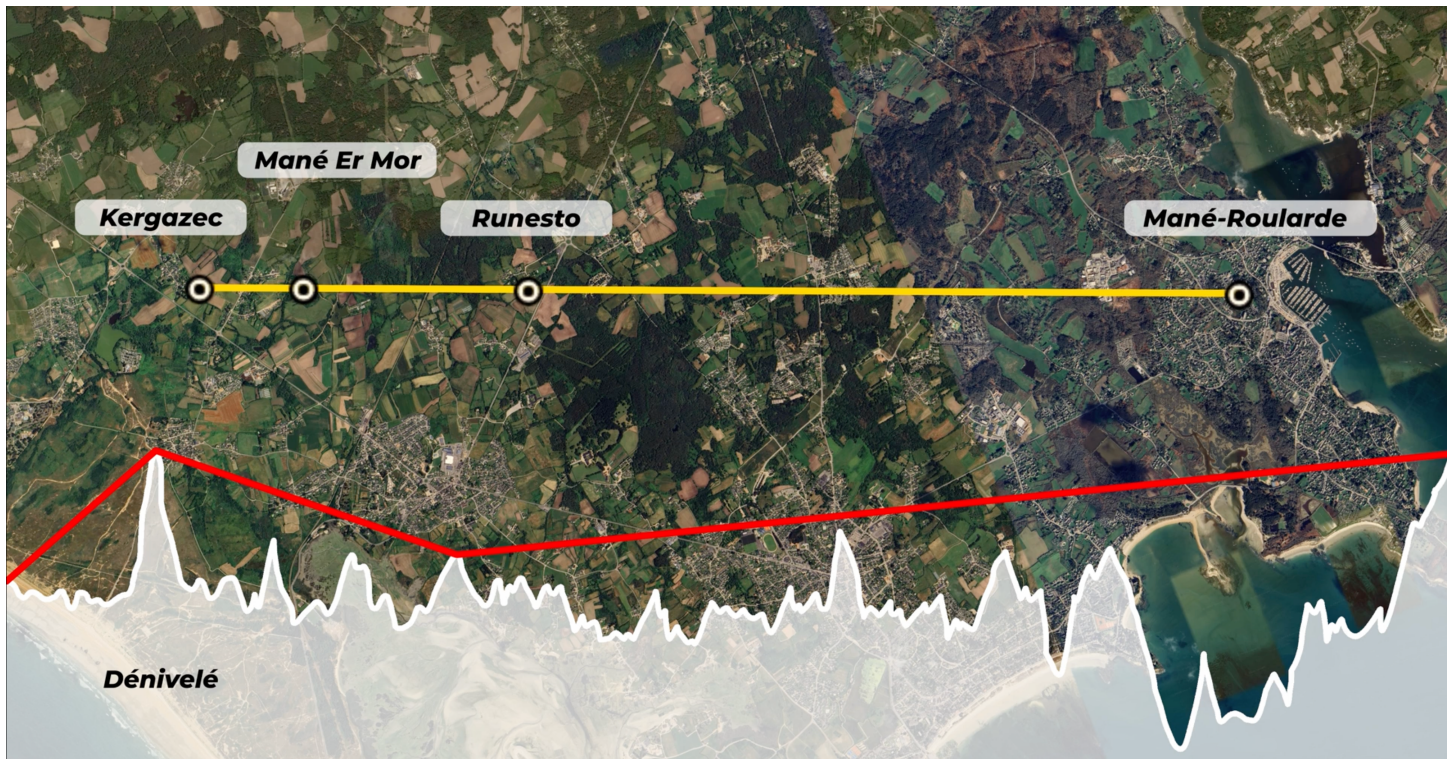 Mané Er Mor
Kergazec
Runesto
Mané-Roularde
Dénivelé